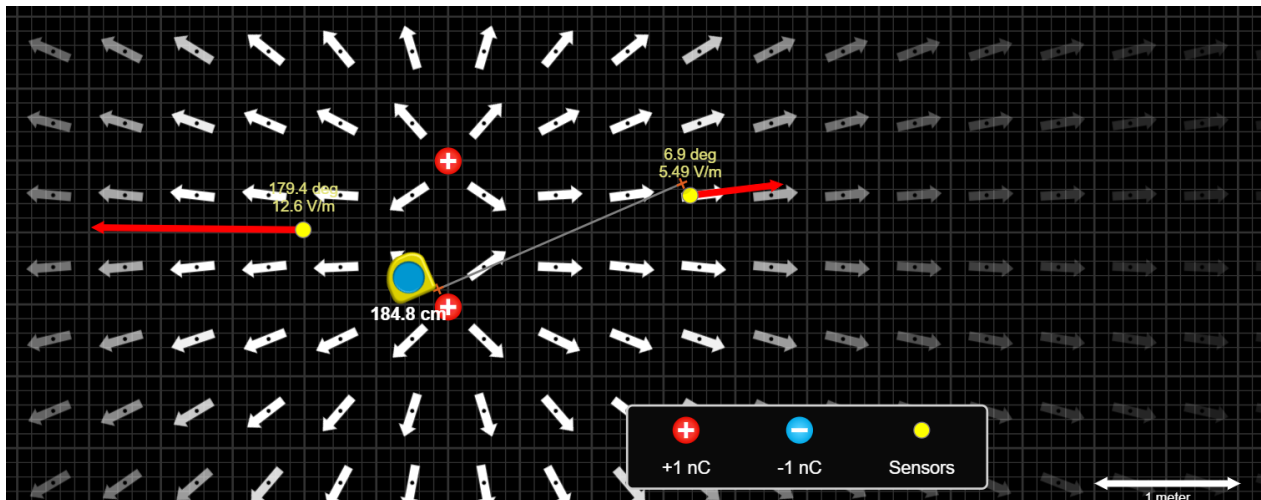 6.9 deg
5.49 V/m
179.4 deg
12.6 V/m
184.8 cm
+1 nC
-1 nC
Sensors
1 meter